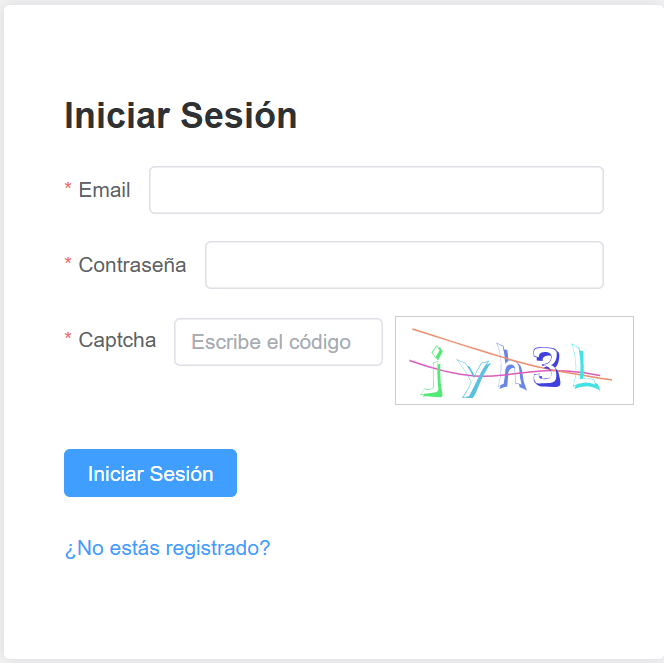 Iniciar Sesión
* Email
* Contraseña
* Captcha Escribe el código
Iniciar Sesión
¿No estás registrado?